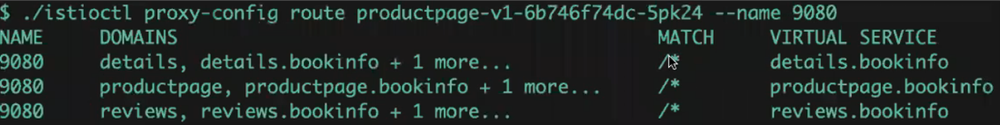 $ ./istioctl proxy-config route productpage-v1-6b746f74dc-5pk24 --name 9080
NAME DOMAINS MATCH VIRTUAL SERVICE
9080 details, details.bookinfo + 1 more... /* details.bookinfo
9080 productpage, productpage.bookinfo + 1 more... /* productpage.bookinfo
9080 reviews, reviews.bookinfo + 1 more... /* reviews.bookinfo